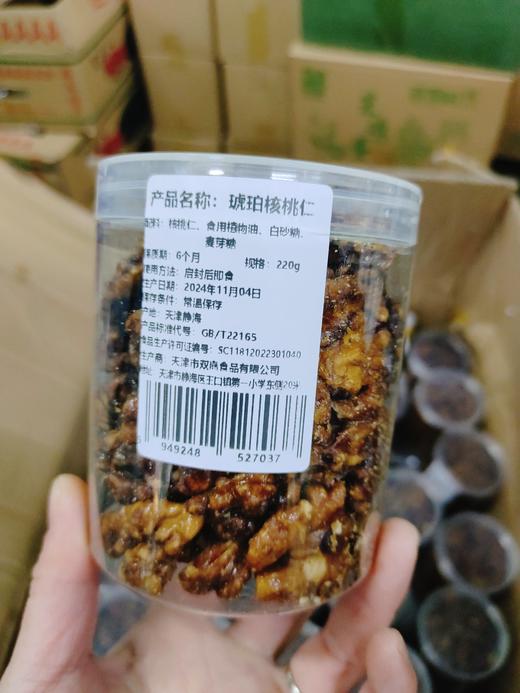 产品名称：琥珀核桃仁
配料：核桃仁、食用植物油、白砂糖、
麦芽糖
保质期：6个月 规格：220g
使用方法：启封后即食
生产日期：2024年11月04日
保存条件：常温保存
产地：天津静海
产品标准代号：GB/T22165
食品生产许可证编号：SC11812022301040
生产商：天津市双燕食品有限公司
地址：天津市静海区王口镇第一小学东侧20米
949248 527037